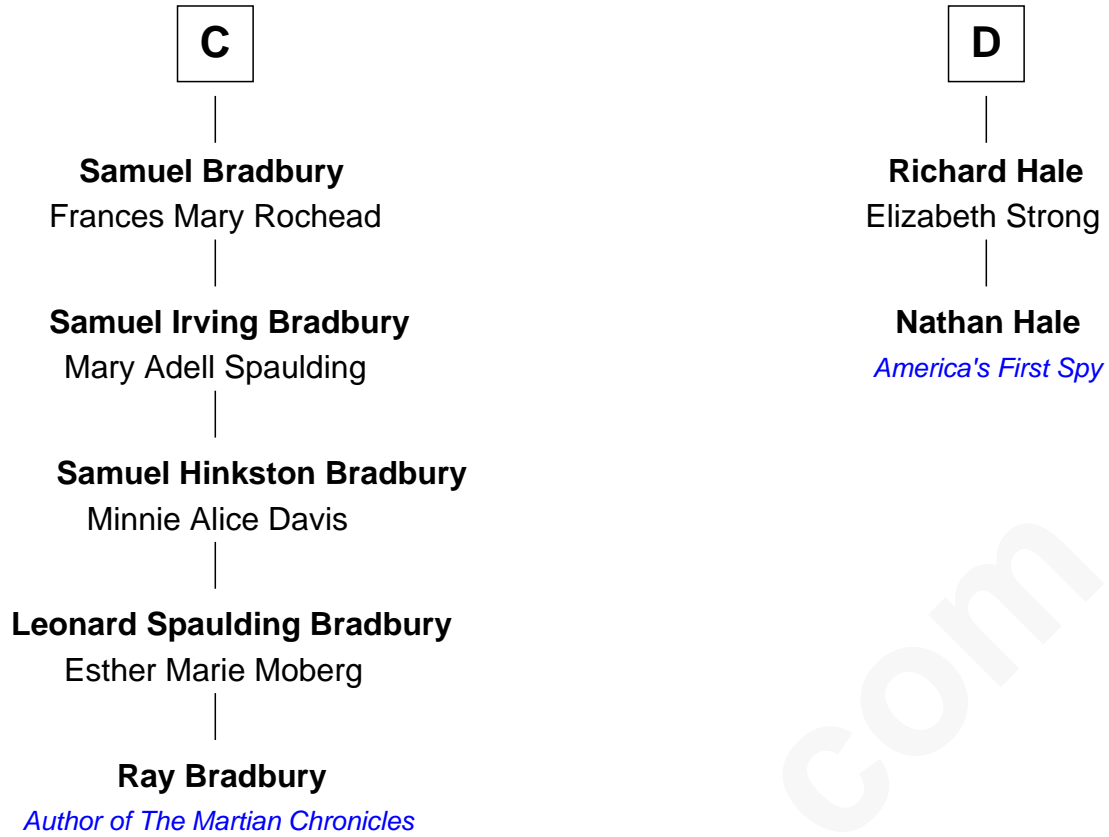 C
Samuel Bradbury
Frances Mary Rochead
Samuel Irving Bradbury
Mary Adell Spaulding
Samuel Hinkston Bradbury
Minnie Alice Davis
Leonard Spaulding Bradbury
Esther Marie Moberg
Ray Bradbury
Author of The Martian Chronicles
D
Richard Hale
Elizabeth Strong
Nathan Hale
America's First Spy
com